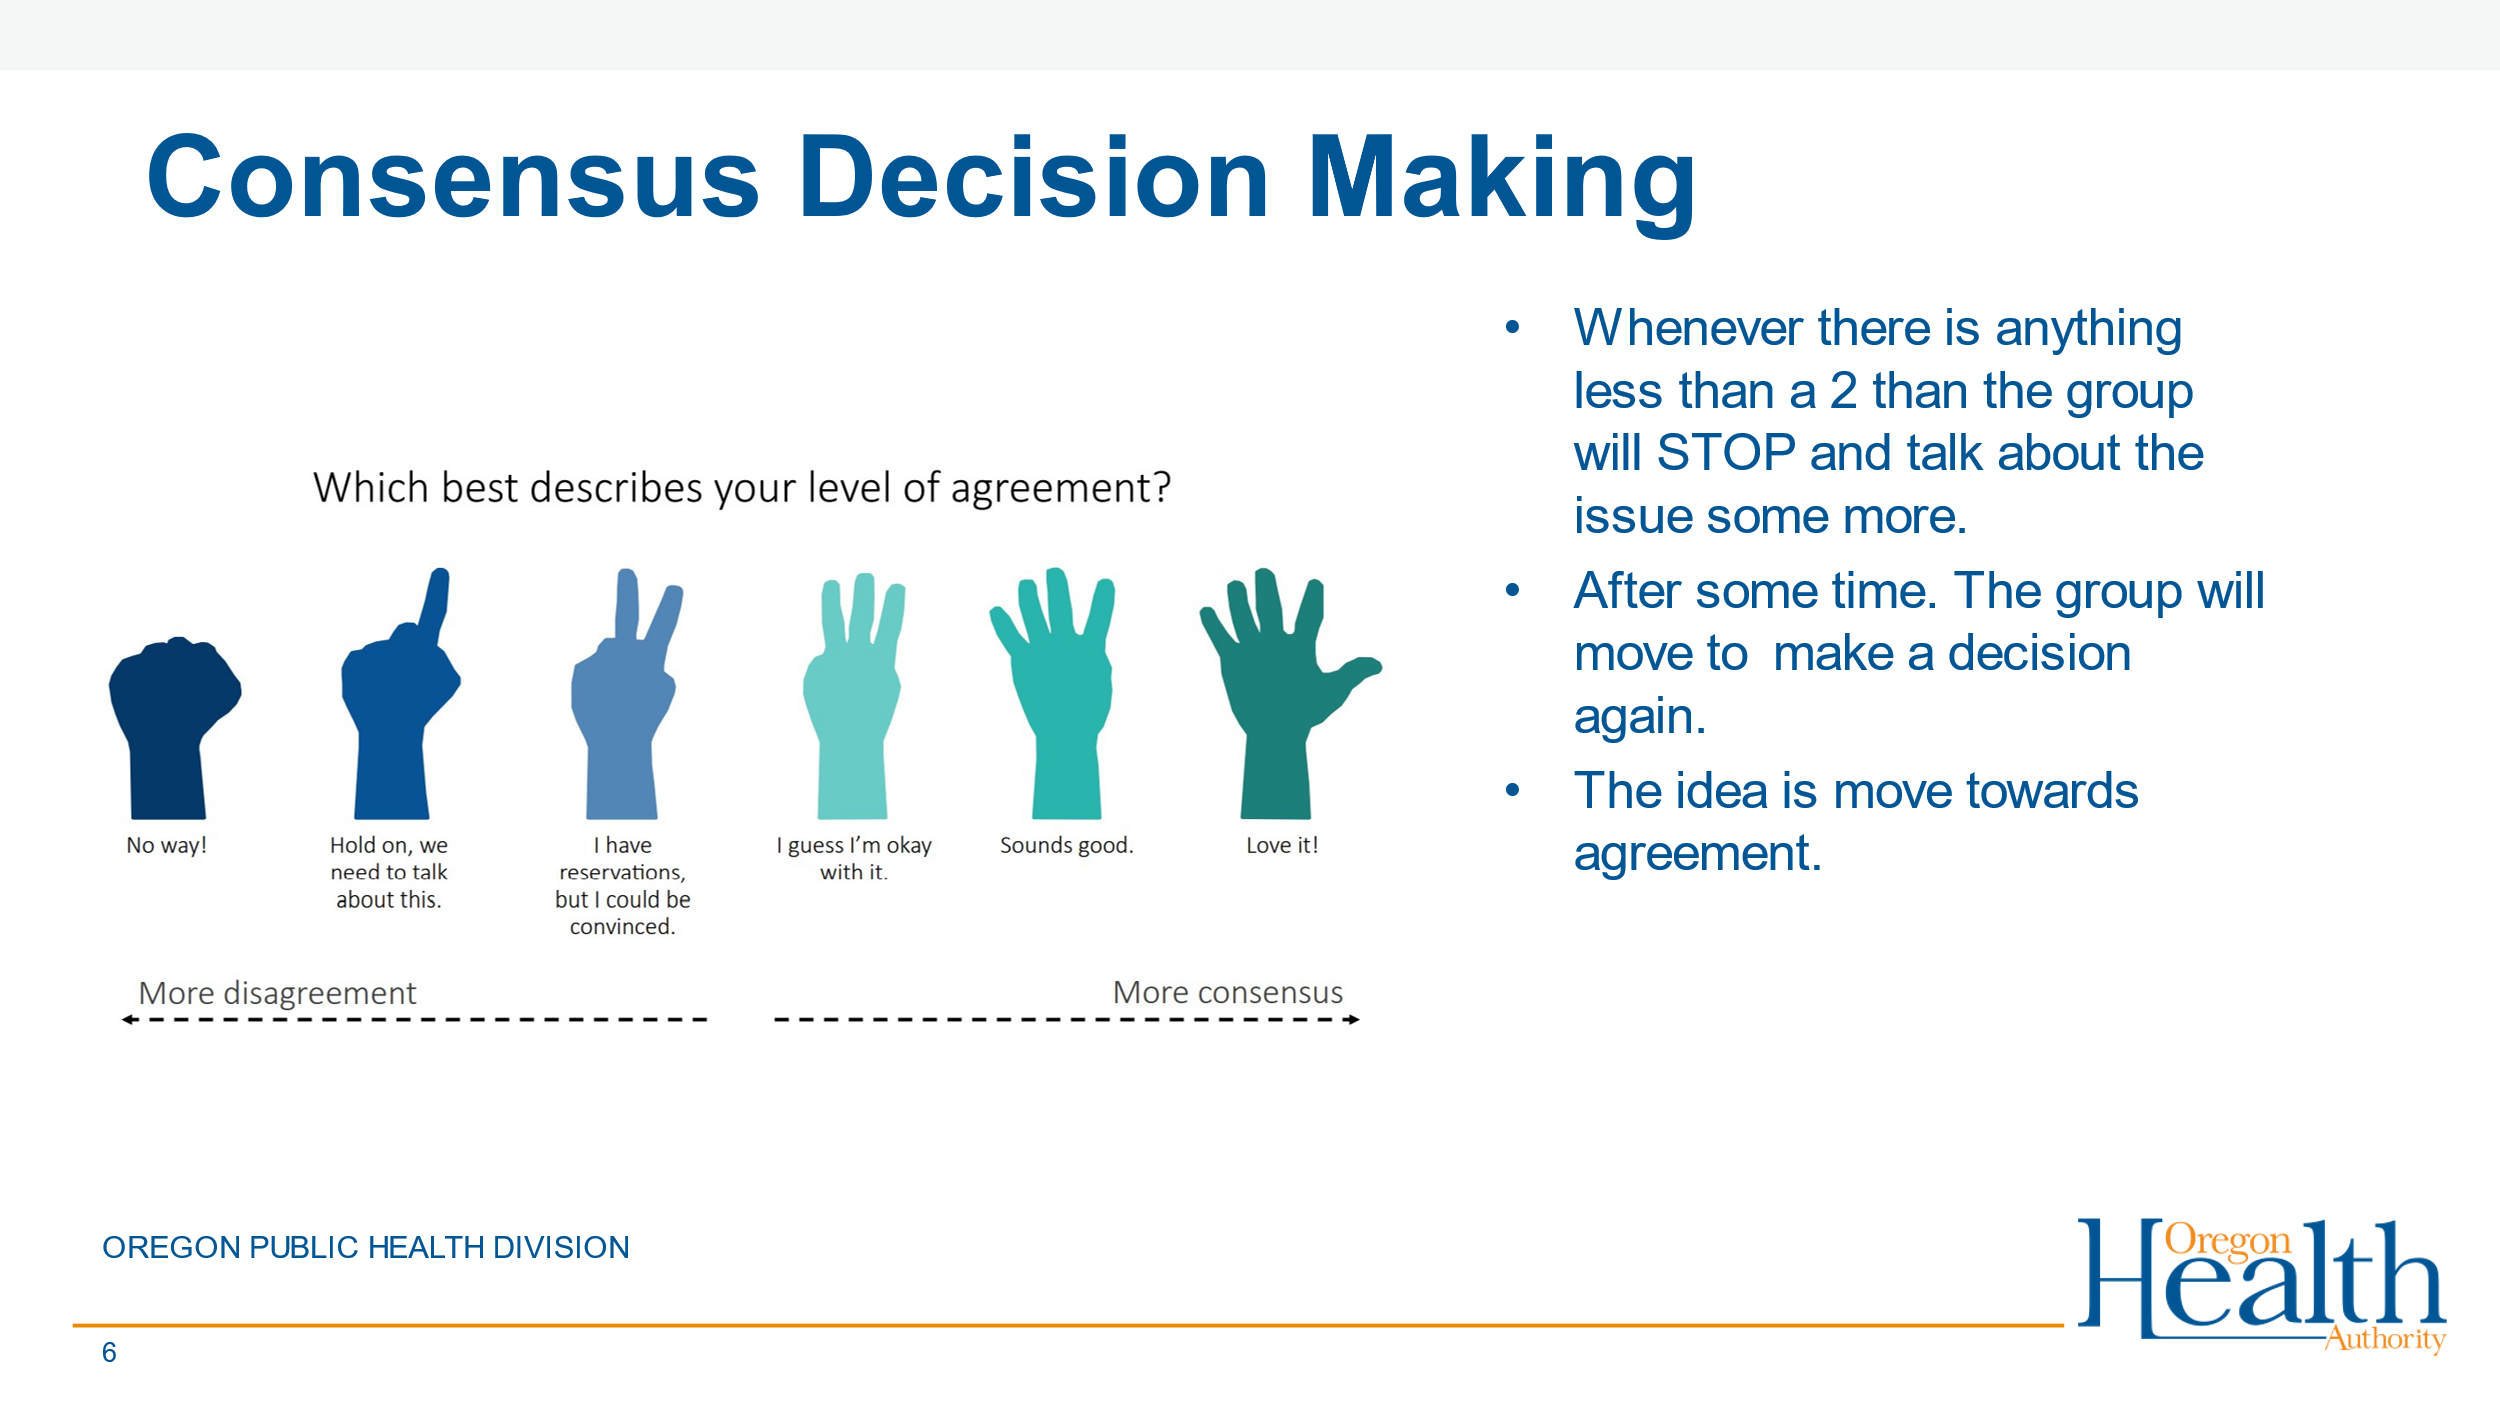 Consensus Decision Making
Which best describes your level of agreement?
No way!
Hold on, we
need to talk
about this.
I have
reservations,
but I could be
convinced.
I guess I'm okay
with it.
Sounds good.
Love it!
More disagreement
More consensus
• Whenever there is anything
less than a 2 than the group
will STOP and talk about the
issue some more.
• After some time. The group will
move to make a decision
again.
• The idea is move towards
agreement.
OREGON PUBLIC HEALTH DIVISION
6
Oregon
Health
Authority